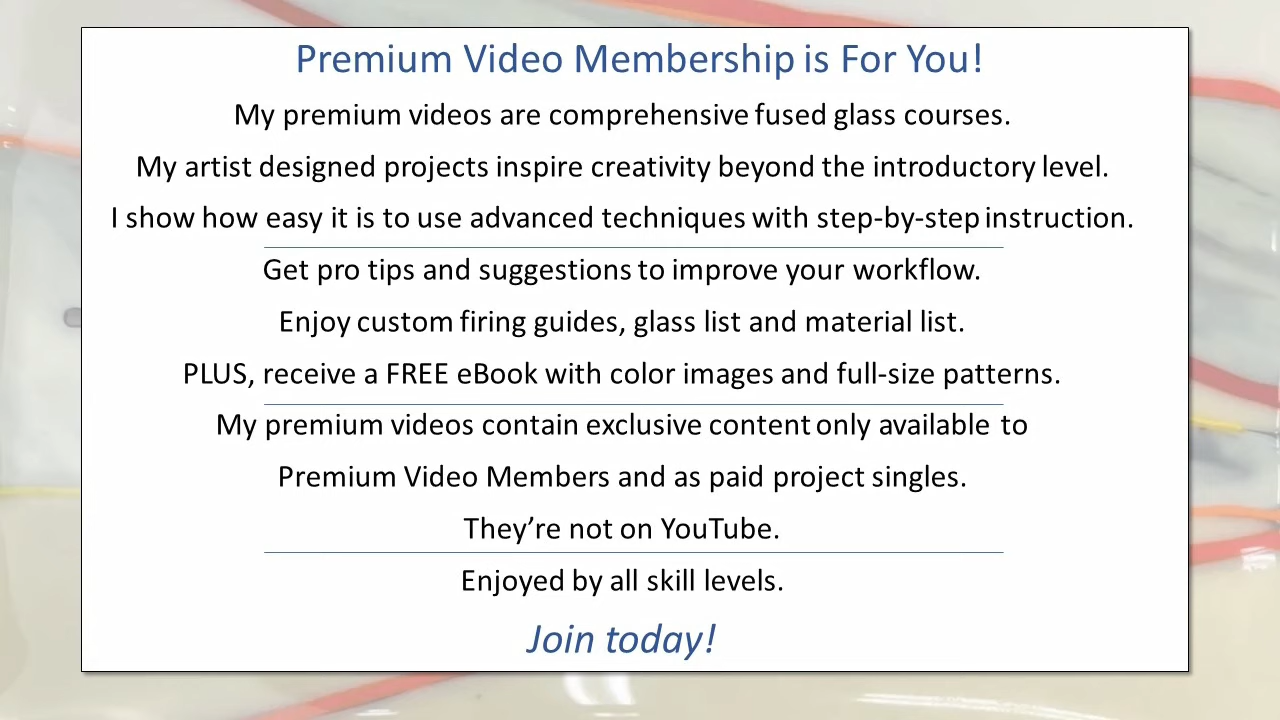 Premium Video Membership is For You!
My premium videos are comprehensive fused glass courses.
My artist designed projects inspire creativity beyond the introductory level.
I show how easy it is to use advanced techniques with step-by-step instruction.
Get pro tips and suggestions to improve your workflow.
Enjoy custom firing guides, glass list and material list.
PLUS, receive a FREE eBook with color images and full-size patterns.
My premium videos contain exclusive content only available to
Premium Video Members and as paid project singles.
They’re not on YouTube.
Enjoyed by all skill levels.
Join today!